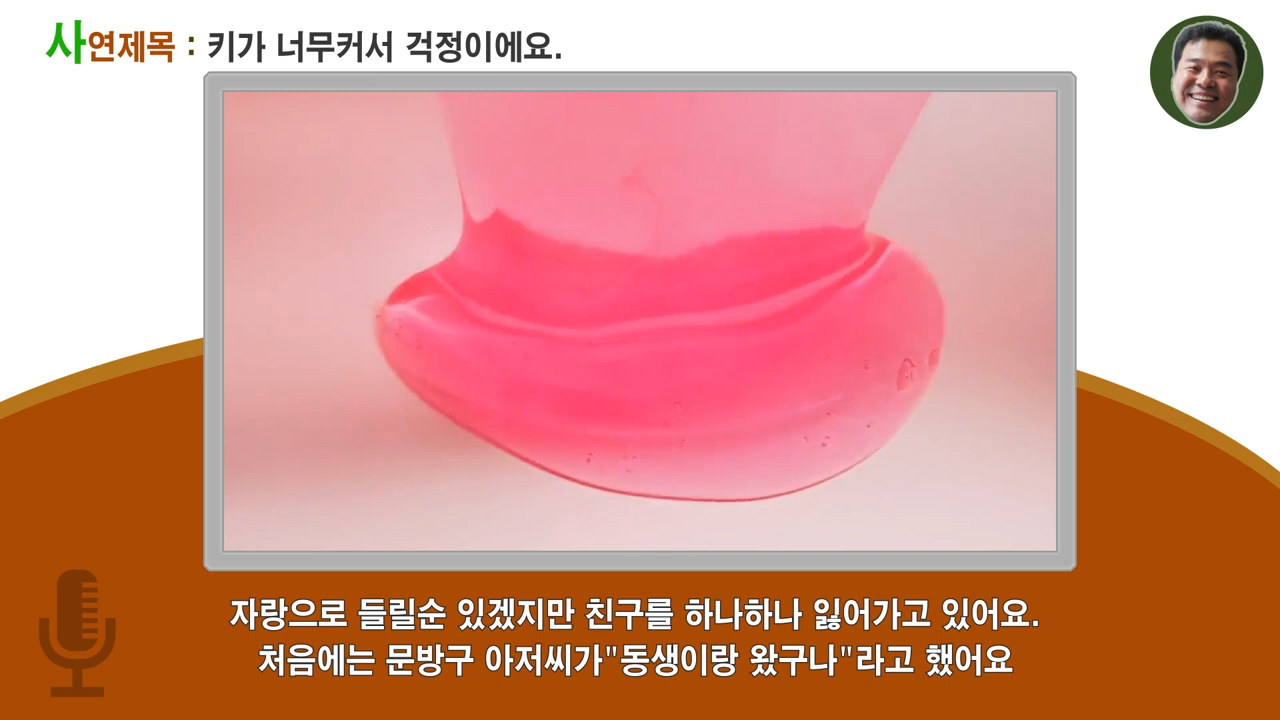 사연제목 : 키가 너무커서 걱정이에요.
자랑으로 들릴순 있겠지만 친구를 하나하나 잃어가고 있어요.
처음에는 문방구 아저씨가"동생이랑 왔구나"라고 했어요